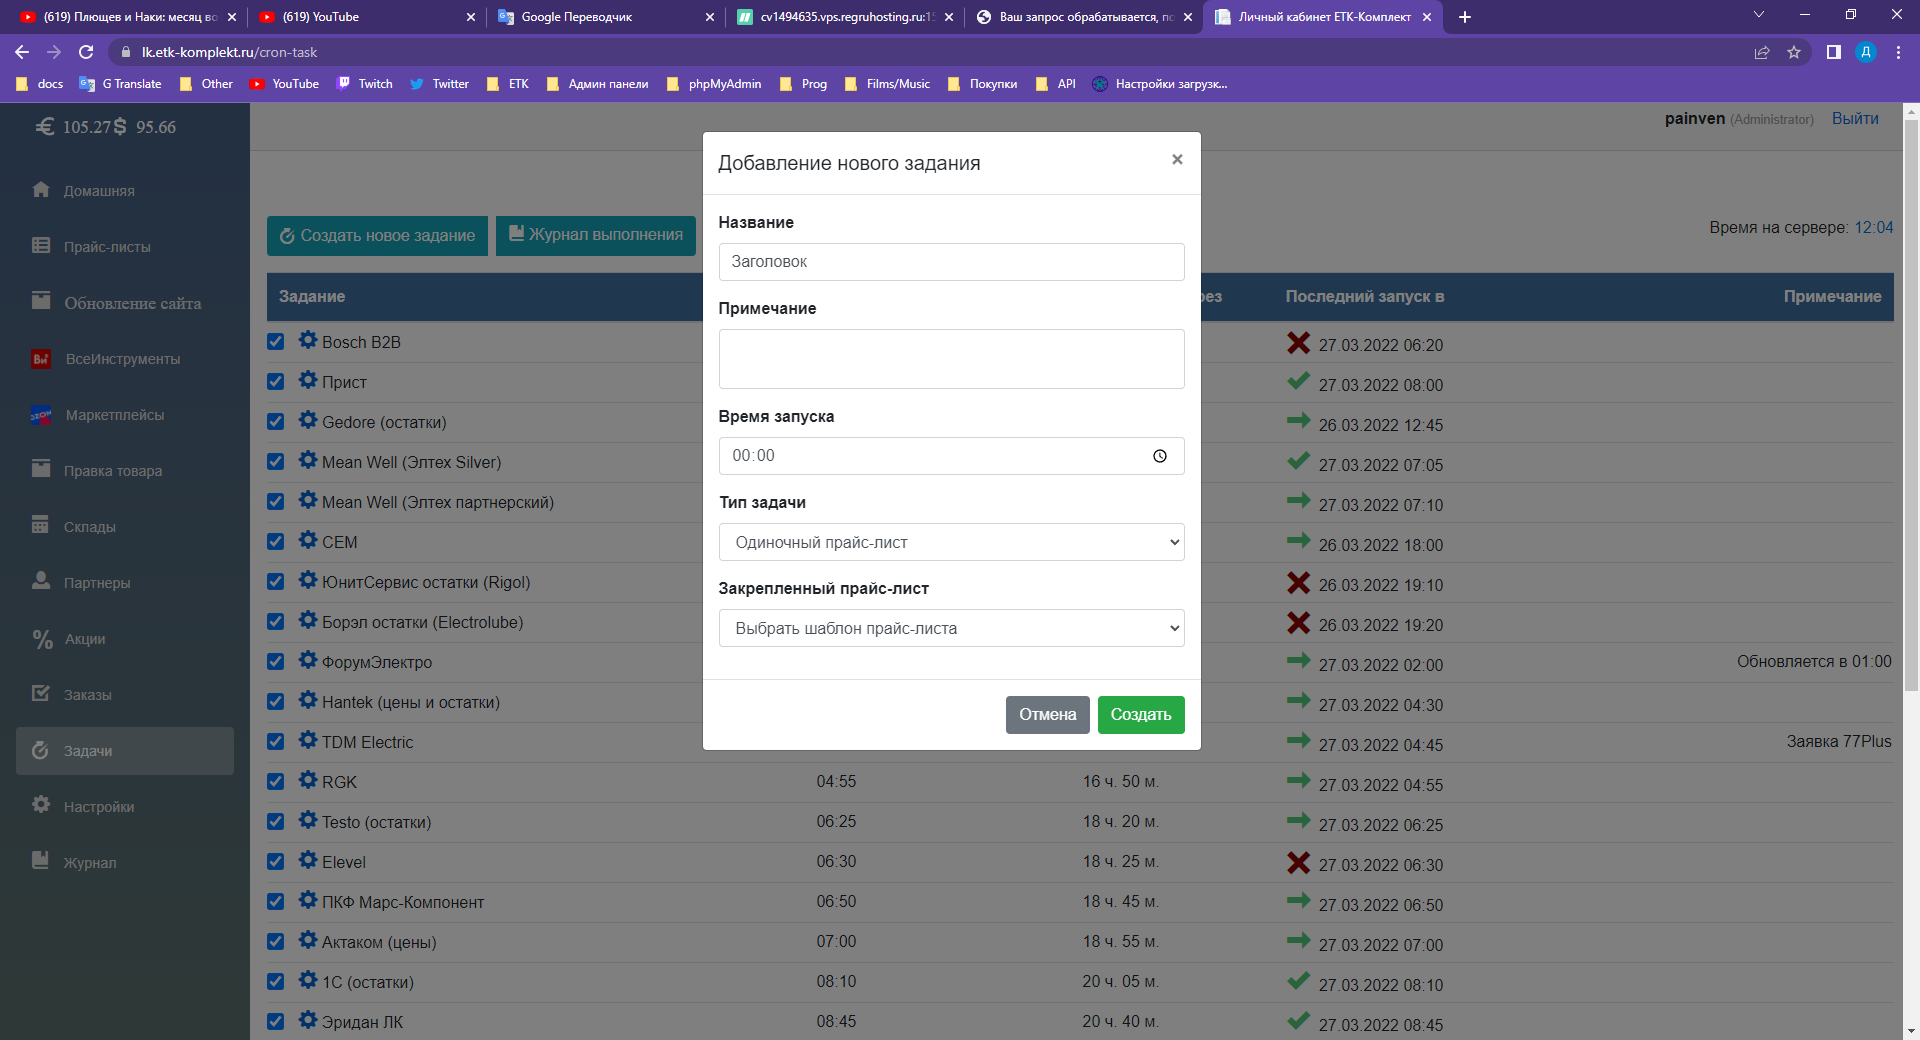 (619) Плющев и Наки: месяц во
(619) YouTube
Google Переводчик
cv1494635.vps.regruhosting.ru:15
Ваш запрос обрабатывается, по
Личный кабинет ЕТК-Комплект
lk.etk-komplekt.ru/cron-task
Д
docs
G Translate
Other
YouTube
Twitch
Twitter
ETK
Админ панели
phpMyAdmin
Prog
Films/Music
Покупки
API
Настройки загрузк...
€ 105.27 $ 95.66
painven (Administrator) Выйти
Домашняя
Прайс-листы
Обновление сайта
ВсеИнструменты
Маркетплейсы
Правка товара
Склады
Партнеры
Акции
Заказы
Задачи
Настройки
Журнал
Создать новое задание
Журнал выполнения
Время на сервере: 12:04
Задание
рез
Последний запуск в
Примечание
Bosch B2B
27.03.2022 06:20
Прист
27.03.2022 08:00
Gedore (остатки)
26.03.2022 12:45
Mean Well (Элтех Silver)
27.03.2022 07:05
Mean Well (Элтех партнерский)
27.03.2022 07:10
СЕМ
26.03.2022 18:00
ЮнитСервис остатки (Rigol)
26.03.2022 19:10
Борэл остатки (Electrolube)
26.03.2022 19:20
ФорумЭлектро
27.03.2022 02:00
Обновляется в 01:00
Hantek (цены и остатки)
27.03.2022 04:30
TDM Electric
27.03.2022 04:45
Заявка 77Plus
RGK
04:55
16 ч. 50 м.
27.03.2022 04:55
Testo (остатки)
06:25
18 ч. 20 м.
27.03.2022 06:25
Elevel
06:30
18 ч. 25 м.
27.03.2022 06:30
ПКФ Марс-Компонент
06:50
18 ч. 45 м.
27.03.2022 06:50
Актаком (цены)
07:00
18 ч. 55 м.
27.03.2022 07:00
1С (остатки)
08:10
20 ч. 05 м.
27.03.2022 08:10
Эридан ЛК
08:45
20 ч. 40 м.
27.03.2022 08:45
Добавление нового задания
×
Название
Заголовок
Примечание
Время запуска
00:00
Тип задачи
Одиночный прайс-лист
Закрепленный прайс-лист
Выбрать шаблон прайс-листа
Отмена
Создать